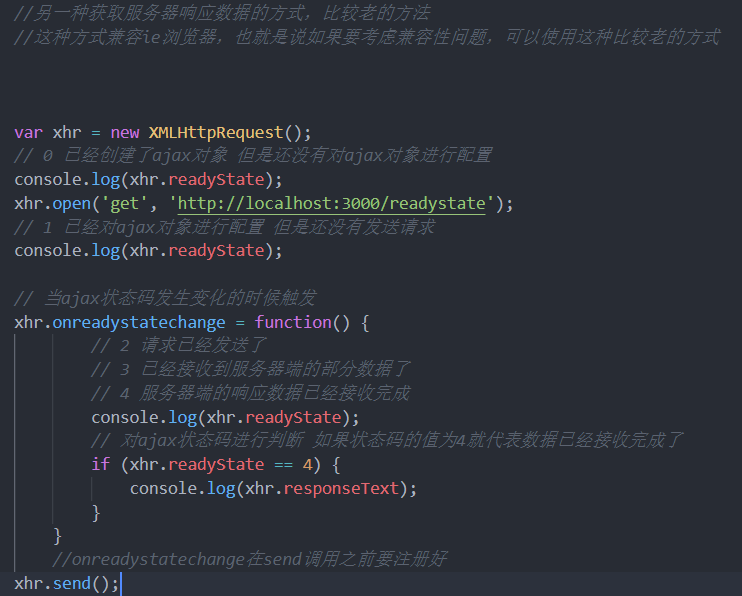 //另一种获取服务器响应数据的方式，比较老的方法
//这种方式兼容ie浏览器，也就是说如果要考虑兼容性问题，可以使用这种比较老的方式
var xhr = new XMLHttpRequest();
// 0 已经创建了ajax对象 但是还没有对ajax对象进行配置
console.log(xhr.readyState);
xhr.open('get', 'http://localhost:3000/readystate');
// 1 已经对ajax对象进行配置 但是还没有发送请求
console.log(xhr.readyState);
// 当ajax状态码发生变化的时候触发
xhr.onreadystatechange = function() {
// 2 请求已经发送了
// 3 已经接收到服务器端的部分数据了
// 4 服务器端的响应数据已经接收完成
console.log(xhr.readyState);
// 对ajax状态码进行判断 如果状态码的值为4就代表数据已经接收完成了
if (xhr.readyState == 4) {
console.log(xhr.responseText);
}
}
//onreadystatechange在send调用之前要注册好
xhr.send();